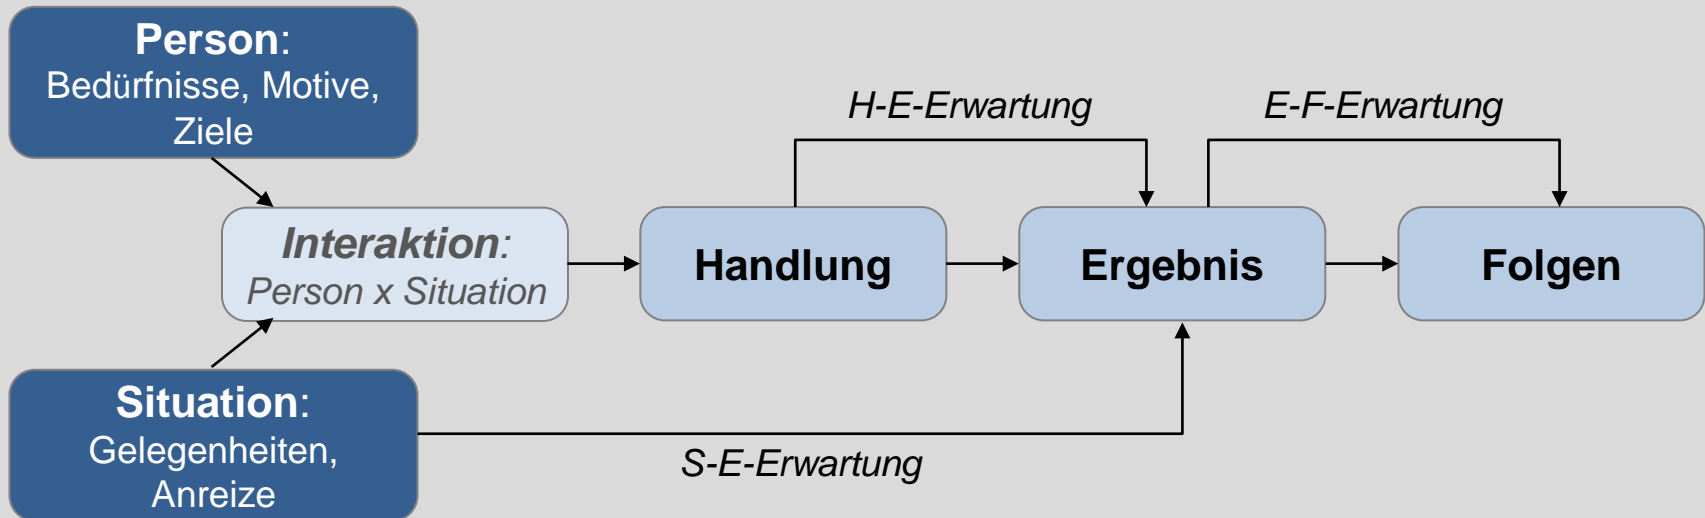 Person:
Bedürfnisse, Motive,
Ziele
H-E-Erwartung
E-F-Erwartung
Interaktion:
Person x Situation
Handlung
Ergebnis
Folgen
Situation:
Gelegenheiten,
Anreize
S-E-Erwartung